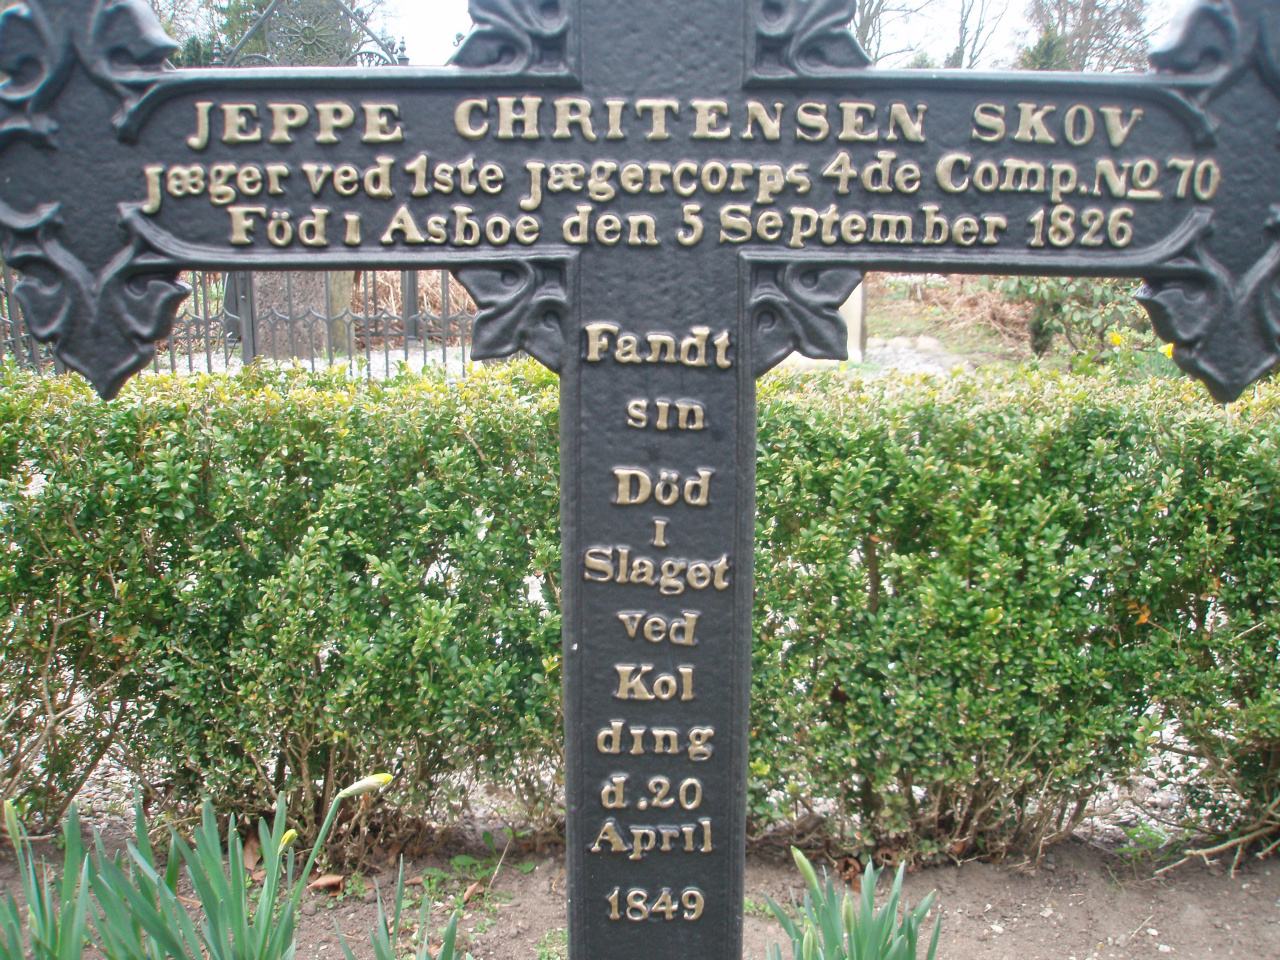 JEPPE CHRITENSEN SKOV
Jæger ved 1ste Jægercorps 4de Comp. No 70
Föd i Asboe den 5 September 1826
Fandt
sin
Död
i
Slaget
ved
Kol
ding
d. 20
April
1849